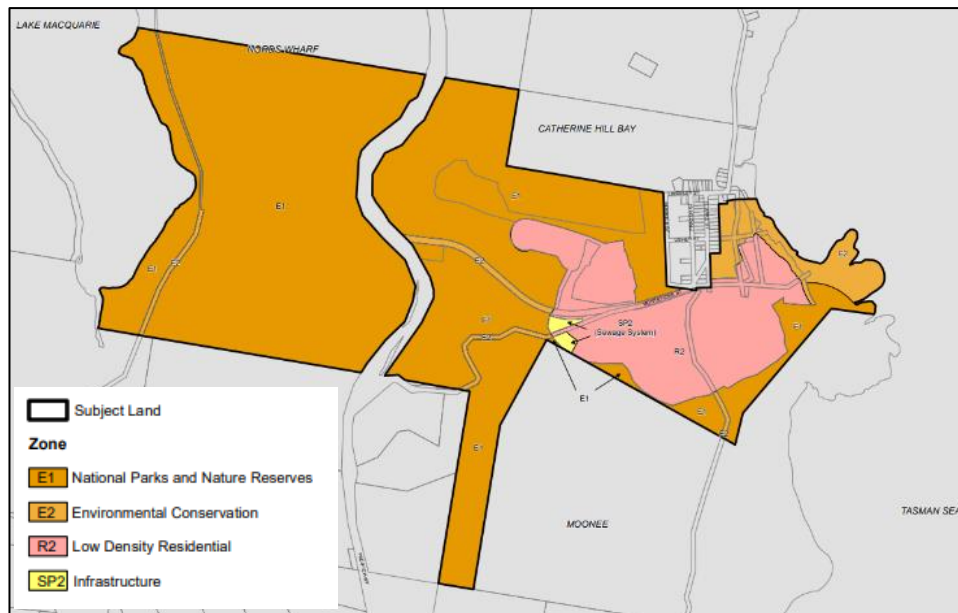 LAKE MACQUARIE
NORDS WHARF
CATHERINE HILL BAY
E1
E1
E2
E1
E2
E2
E1
SP2
(Sewage System)
E1
R2
E1
E1
E1
MOONEE
TASMAN SEA
Subject Land
Zone
E1 National Parks and Nature Reserves
E2 Environmental Conservation
R2 Low Density Residential
SP2 Infrastructure